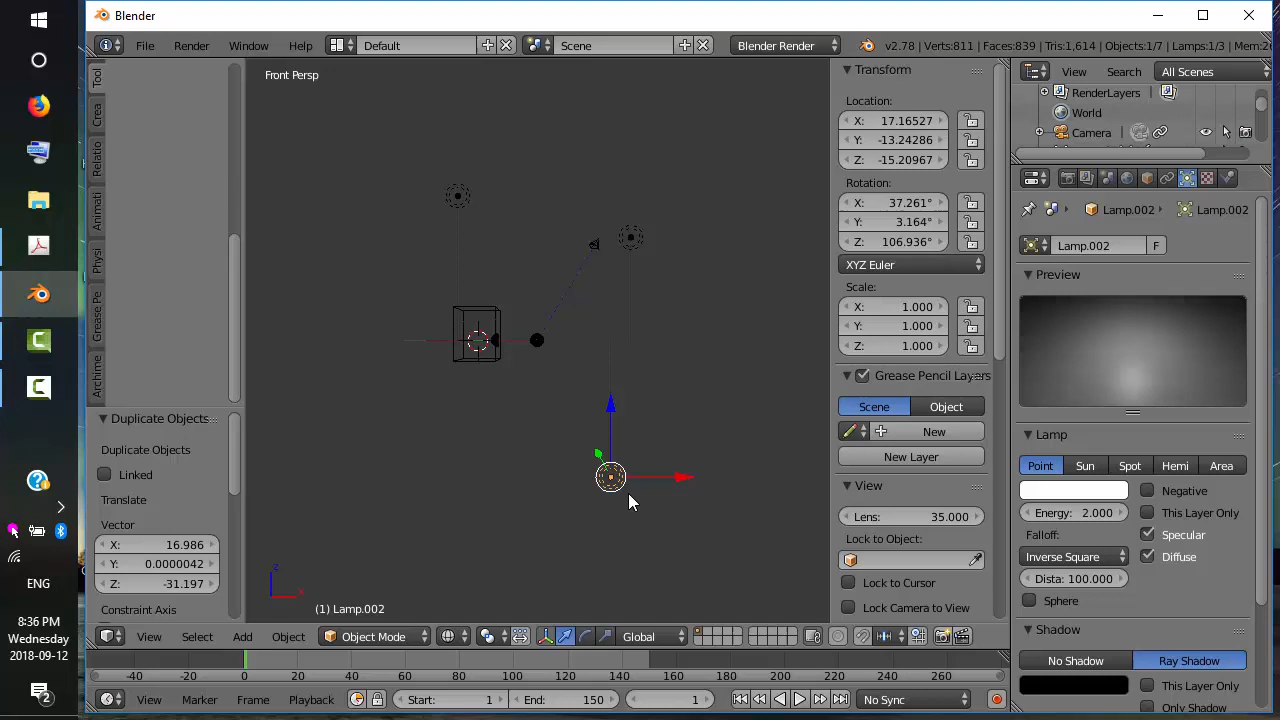 Blender
File
Render
Window
Help
Default
Scene
Blender Render
v2.78 | Verts:811 | Faces:839 | Tris:1,614 | Objects:1/7 | Lamps:1/3 | Mem:2
View
Search
All Scenes
RenderLayers
World
Camera
Tool
Crea
Relatio
Animati
Physi
Grease Pe
Archime
Front Persp
Transform
Location:
X: 17.16527
Y: -13.24286
Z: -15.20967
Rotation:
X: 37.261°
Y: 3.164°
Z: 106.936°
XYZ Euler
Scale:
X: 1.000
Y: 1.000
Z: 1.000
Grease Pencil Layers
Scene
Object
New
New Layer
View
Lens: 35.000
Lock to Object:
Lock to Cursor
Lock Camera to View
Lamp.002
Lamp.002
Lamp.002
F
Preview
Lamp
Point
Sun
Spot
Hemi
Area
Negative
Energy: 2.000
This Layer Only
Falloff:
Specular
Inverse Square
Diffuse
Dista: 100.000
Sphere
Shadow
No Shadow
Ray Shadow
This Layer Only
Only Shadow
Duplicate Objects
Duplicate Objects
Linked
Translate
Vector
X: 16.986
Y: 0.0000042
Z: -31.197
Constraint Axis
z
x
(1) Lamp.002
View
Select
Add
Object
Object Mode
Global
-40 -20 0 20 40 60 80 100 120 140 160 180 200 220 240 260
View
Marker
Frame
Playback
Start: 1
End: 150
1
No Sync
ENG
8:36 PM
Wednesday
2018-09-12
2